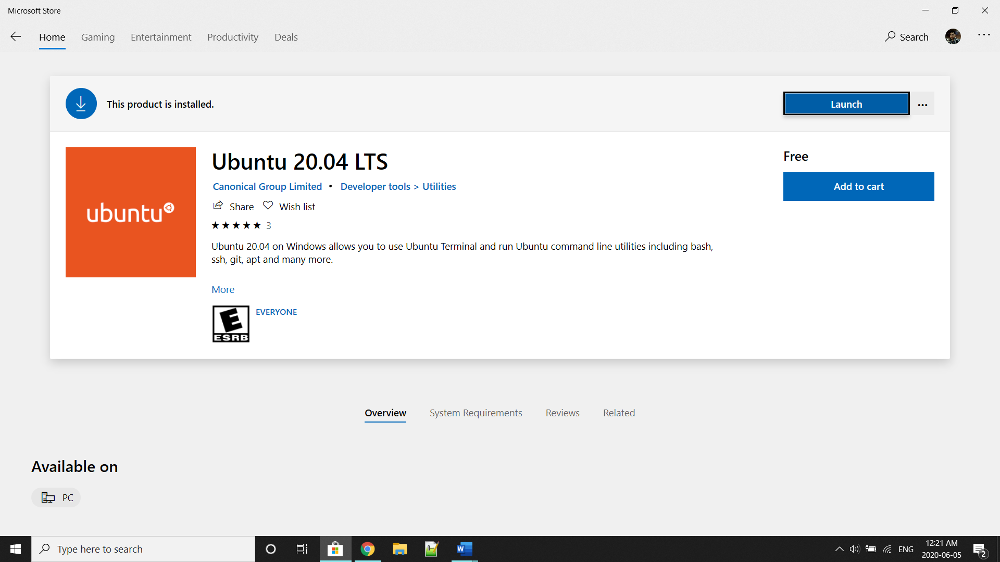 Microsoft Store
Home Gaming Entertainment Productivity Deals Search
This product is installed.
Launch
ubuntu
Ubuntu 20.04 LTS
Free
Canonical Group Limited • Developer tools > Utilities
Add to cart
Share Wish list
3
Ubuntu 20.04 on Windows allows you to use Ubuntu Terminal and run Ubuntu command line utilities including bash,
ssh, git, apt and many more.
More
E
ESRB
EVERYONE
Overview System Requirements Reviews Related
Available on
PC
Type here to search
ENG
12:21 AM
2020-06-05
2